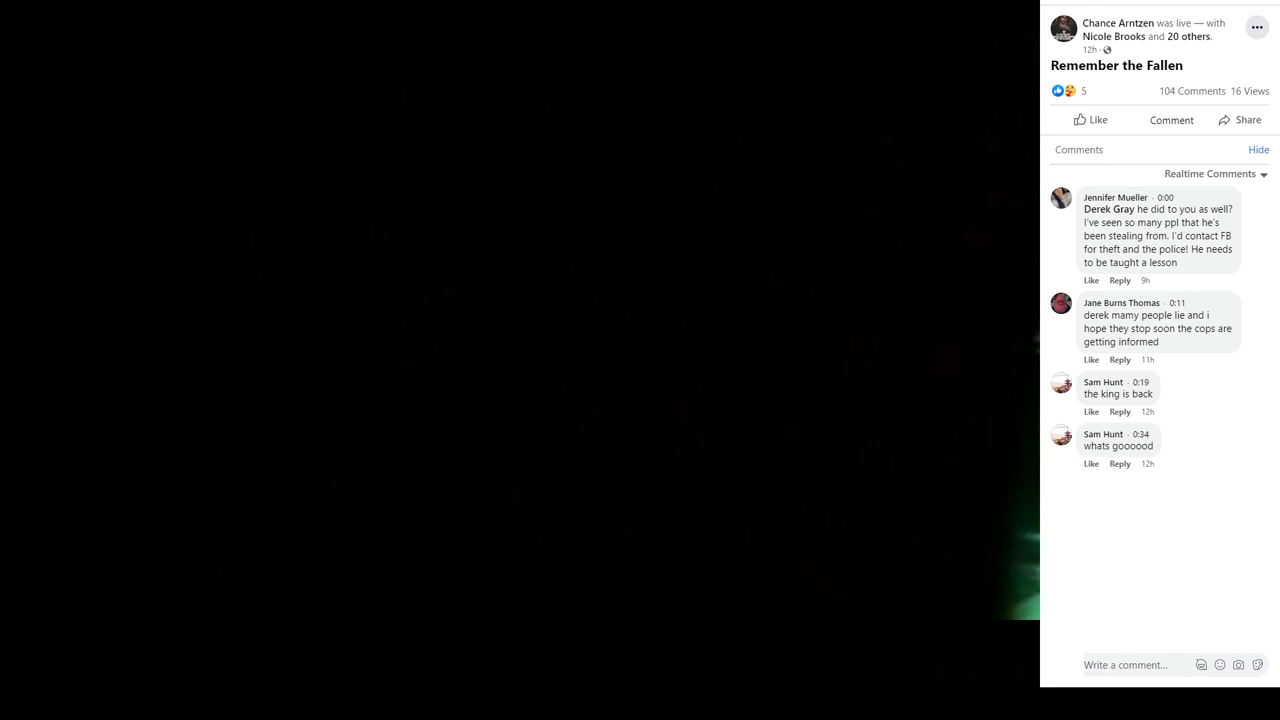 Chance Arntzen was live — with
Nicole Brooks and 20 others.
12h ·
Remember the Fallen
5
104 Comments 16 Views
Like
Comment
Share
Comments
Hide
Realtime Comments
Jennifer Mueller · 0:00
Derek Gray he did to you as well?
I've seen so many ppl that he's
been stealing from. I'd contact FB
for theft and the police! He needs
to be taught a lesson
Like Reply 9h
Jane Burns Thomas · 0:11
derek mamy people lie and i
hope they stop soon the cops are
getting informed
Like Reply 11h
Sam Hunt · 0:19
the king is back
Like Reply 12h
Sam Hunt · 0:34
whats goooood
Like Reply 12h
Write a comment...